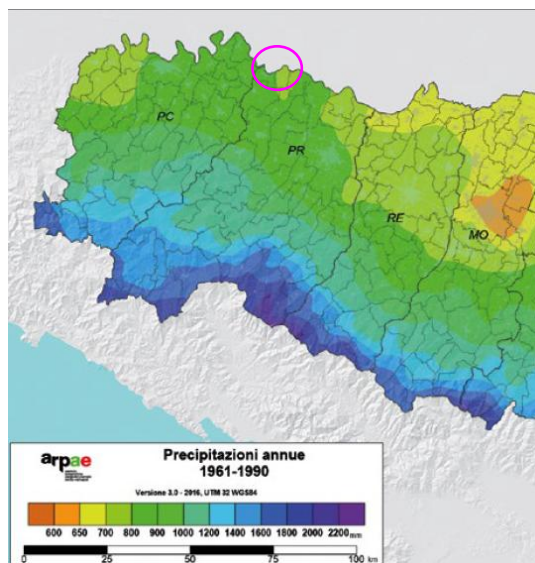 PC
PR
RE
MO
arpae
Precipitazioni annue
1961-1990
Versione 3.0 - 2016, UTM 32 WGS84
600 650 700 800 900 1000 1200 1400 1600 1800 2000 2200 mm
0 25 50 75 100 km